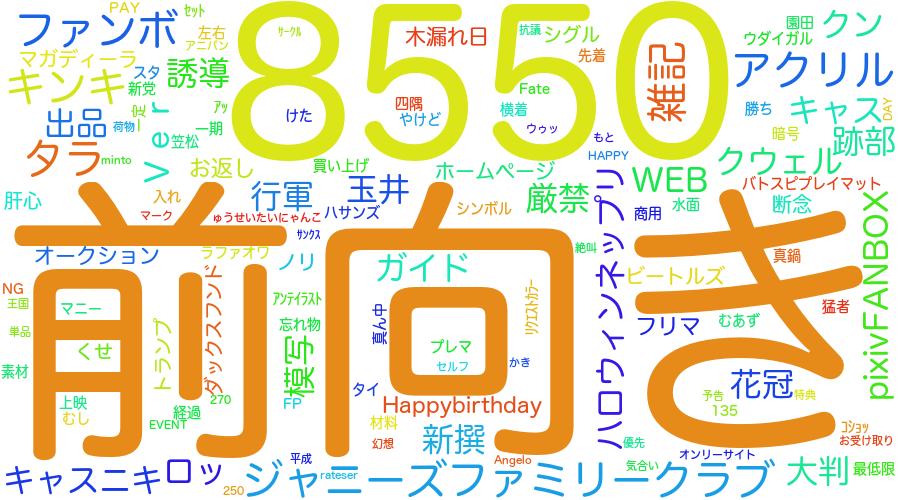 PAY
セット
ファンボ
左右
アニバン
サークル
8550
木漏れ日
抗議
シグル
先着
園田
ウダイガル
クン
マガディーラ
キンキ
スタ
新党
誘導
雑記
アクリル
出品
荷物
ver
アッ
けた
四隅
やけど
Fate
横着
ウゥッ
勝ち
キャス
DAY
タラ
minto
笠松
一期
もと
暗号
跡部
お返し
買い上げ
ホームページ
HAPPY
クウェル
肝心
入れ
マーク
行軍
玉井
厳禁
WEB
バトスピプレイマット
ゅうせいたいにゃんこ
ハサンズ
シンボル
商用
水面
断念
前向き
サンクス
オークション
ラファオワ
ノリ
ガイド
絶叫
ハロウィンネップリ
ビートルズ
真鍋
pixivFANBOX
NG
王国
マニー
単品
トランプ
ダックスフンド
アンテイラスト
忘れ物
真ん中
リクエストカラー
フリマ
むあず
猛者
くせ
模写
プレマ
セルフ
かき
素材
上映
むし
270
経過
EVENT
FP
タイ
Happybirthday
花冠
予告
特典
135
材料
幻想
新撰
コショッ
お受け取り
優先
キャスニキ
ロッ
平成
rateser
250
ジャニーズファミリークラブ
Angelo
気合い
オンリーサイト
大判
最低限